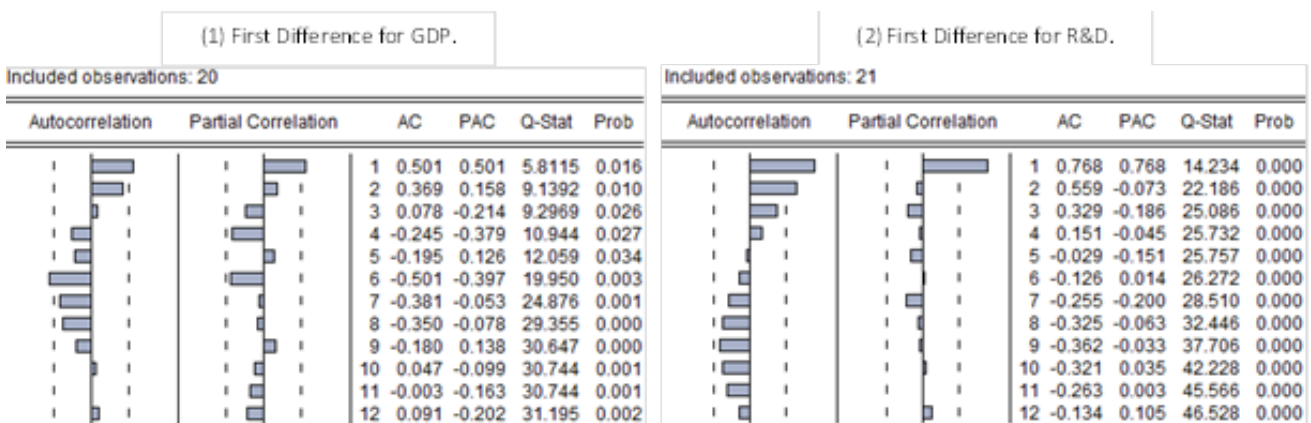 (1) First Difference for GDP.
Included observations: 20
Autocorrelation Partial Correlation AC PAC Q-Stat Prob
1 0.501 0.501 5.8115 0.016
2 0.369 0.158 9.1392 0.010
3 0.078 -0.214 9.2969 0.026
4 -0.245 -0.379 10.944 0.027
5 -0.195 0.126 12.059 0.034
6 -0.501 -0.397 19.950 0.003
7 -0.381 -0.053 24.876 0.001
8 -0.350 -0.078 29.355 0.000
9 -0.180 0.138 30.647 0.000
10 0.047 -0.099 30.744 0.001
11 -0.003 -0.163 30.744 0.001
12 0.091 -0.202 31.195 0.002
(2) First Difference for R&D.
Included observations: 21
Autocorrelation Partial Correlation AC PAC Q-Stat Prob
1 0.768 0.768 14.234 0.000
2 0.559 -0.073 22.186 0.000
3 0.329 -0.186 25.086 0.000
4 0.151 -0.045 25.732 0.000
5 -0.029 -0.151 25.757 0.000
6 -0.126 0.014 26.272 0.000
7 -0.255 -0.200 28.510 0.000
8 -0.325 -0.063 32.446 0.000
9 -0.362 -0.033 37.706 0.000
10 -0.321 0.035 42.228 0.000
11 -0.263 0.003 45.566 0.000
12 -0.134 0.105 46.528 0.000